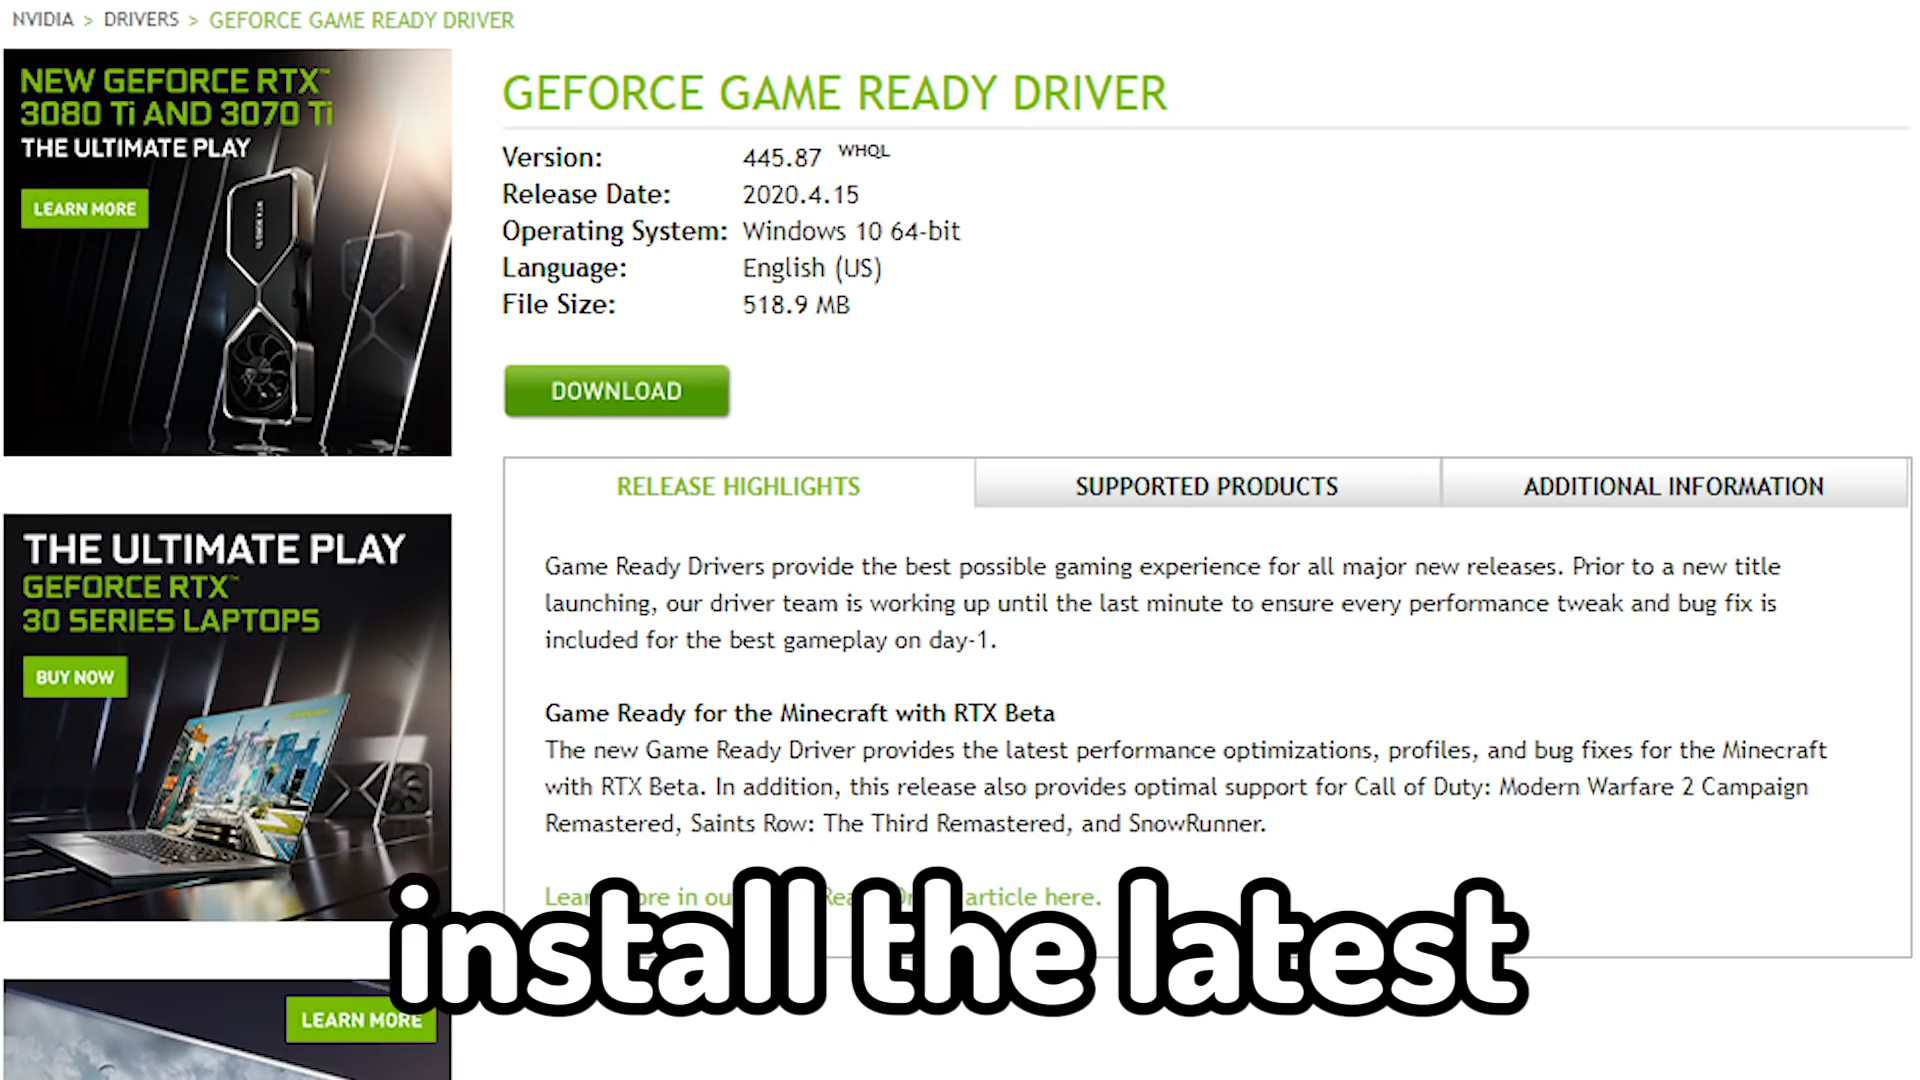 NVIDIA > DRIVERS > GEFORCE GAME READY DRIVER
NEW GEFORCE RTX™
3080 Ti AND 3070 Ti
THE ULTIMATE PLAY
LEARN MORE
THE ULTIMATE PLAY
GEFORCE RTX™
30 SERIES LAPTOPS
BUY NOW
LEARN MORE
GEFORCE GAME READY DRIVER
Version: 445.87 WHQL
Release Date: 2020.4.15
Operating System: Windows 10 64-bit
Language: English (US)
File Size: 518.9 MB
DOWNLOAD
RELEASE HIGHLIGHTS SUPPORTED PRODUCTS ADDITIONAL INFORMATION
Game Ready Drivers provide the best possible gaming experience for all major new releases. Prior to a new title
launching, our driver team is working up until the last minute to ensure every performance tweak and bug fix is
included for the best gameplay on day-1.
Game Ready for the Minecraft with RTX Beta
The new Game Ready Driver provides the latest performance optimizations, profiles, and bug fixes for the Minecraft
with RTX Beta. In addition, this release also provides optimal support for Call of Duty: Modern Warfare 2 Campaign
Remastered, Saints Row: The Third Remastered, and SnowRunner.
in article here.
install the latest